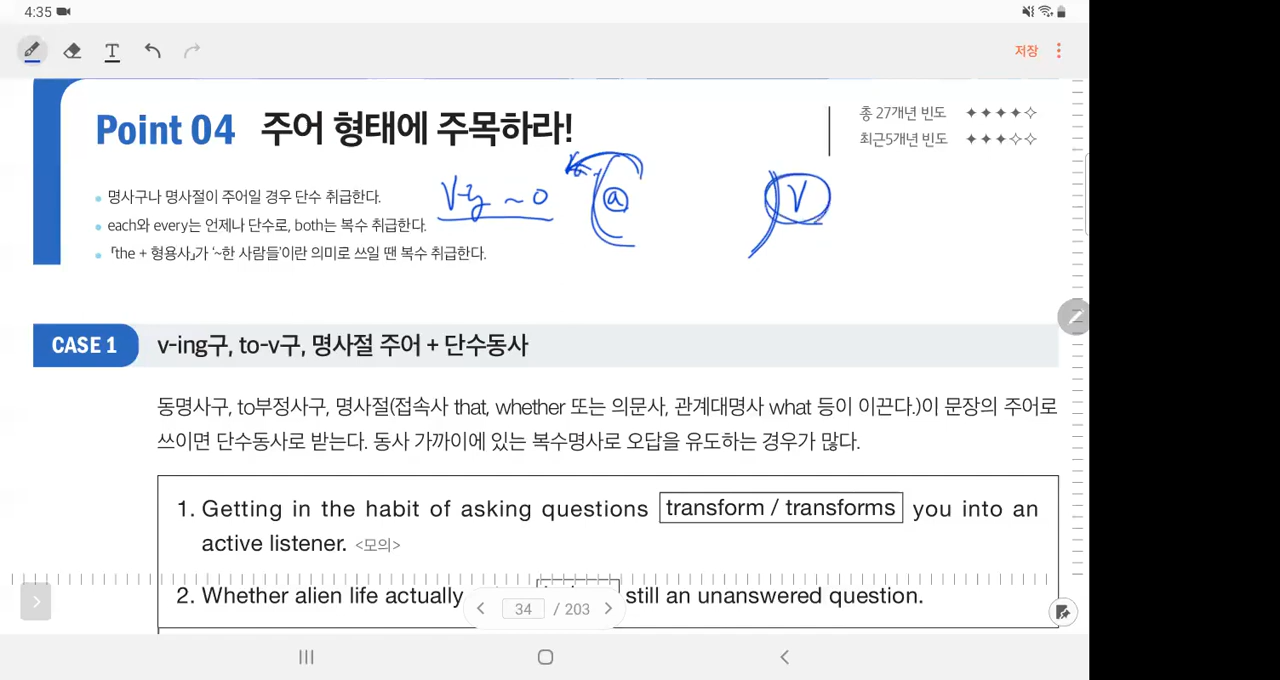 4:35
저장
Point 04 주어 형태에 주목하라!
총 27개년 빈도 ✦✦✦✦✧
최근5개년 빈도 ✦✦✦✧✧
• 명사구나 명사절이 주어일 경우 단수 취급한다.
• each와 every는 언제나 단수로, both는 복수 취급한다.
• 「the + 형용사」가 '~한 사람들'이란 의미로 쓰일 땐 복수 취급한다.
V-ing ~ O
a
V
CASE 1 v-ing구, to-v구, 명사절 주어 + 단수동사
동명사구, to부정사구, 명사절(접속사 that, whether 또는 의문사, 관계대명사 what 등이 이끈다.)이 문장의 주어로
쓰이면 단수동사로 받는다. 동사 가까이에 있는 복수명사로 오답을 유도하는 경우가 많다.
1. Getting in the habit of asking questions transform / transforms you into an
active listener. <모의>
2. Whether alien life actually still an unanswered question.
34 / 203